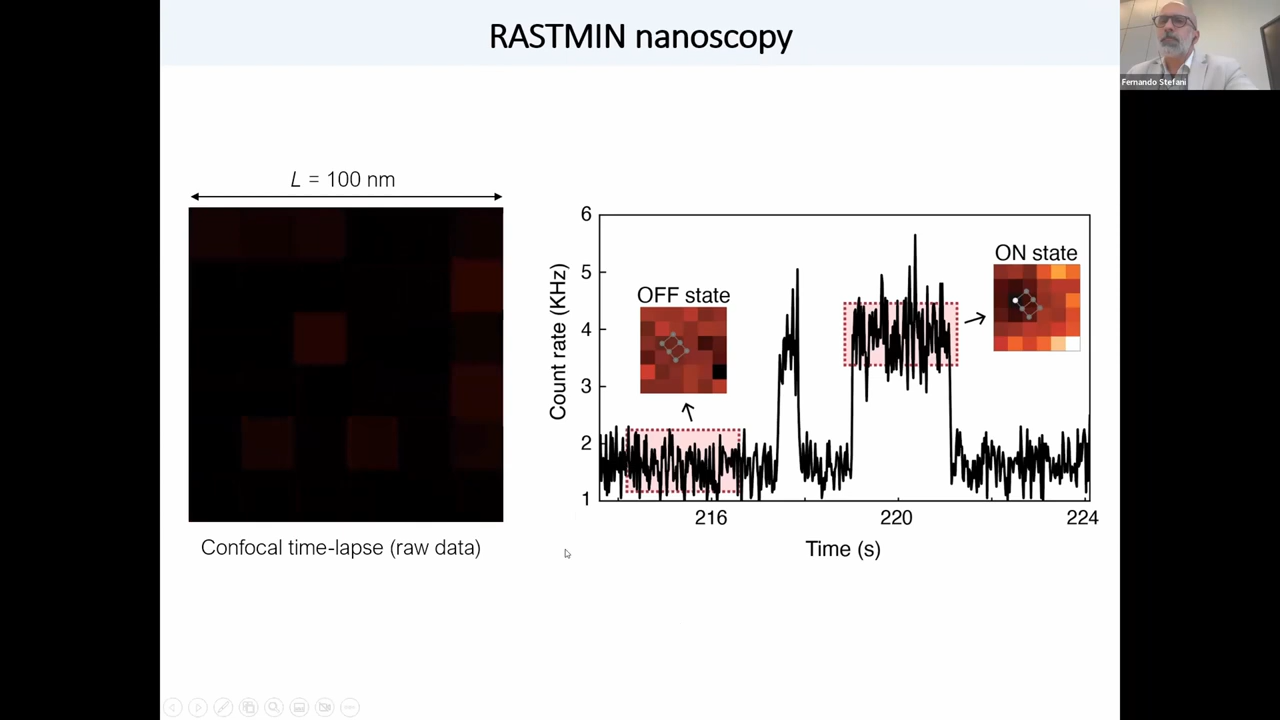 RASTMIN nanoscopy
Fernando Stefani
L = 100 nm
Confocal time-lapse (raw data)
6
5
4
3
2
1
Count rate (KHz)
OFF state
ON state
216
220
224
Time (s)